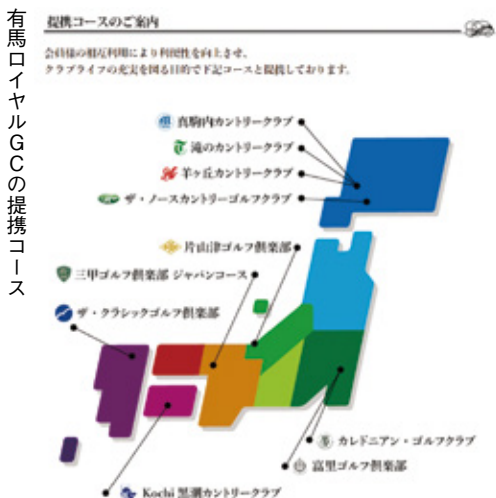 有馬ロイヤルGCの提携コース
提携コースのご案内
会員様の相互利用により利便性を向上させ、
クラブライフの充実を図る目的で下記コースと提携しております。
真駒内カントリークラブ
滝のカントリークラブ
羊ヶ丘カントリークラブ
ザ・ノースカントリーゴルフクラブ
片山津ゴルフ倶楽部
三甲ゴルフ倶楽部 ジャパンコース
ザ・クラシックゴルフ倶楽部
カレドニアン・ゴルフクラブ
富里ゴルフ倶楽部
Kochi 黒潮カントリークラブ